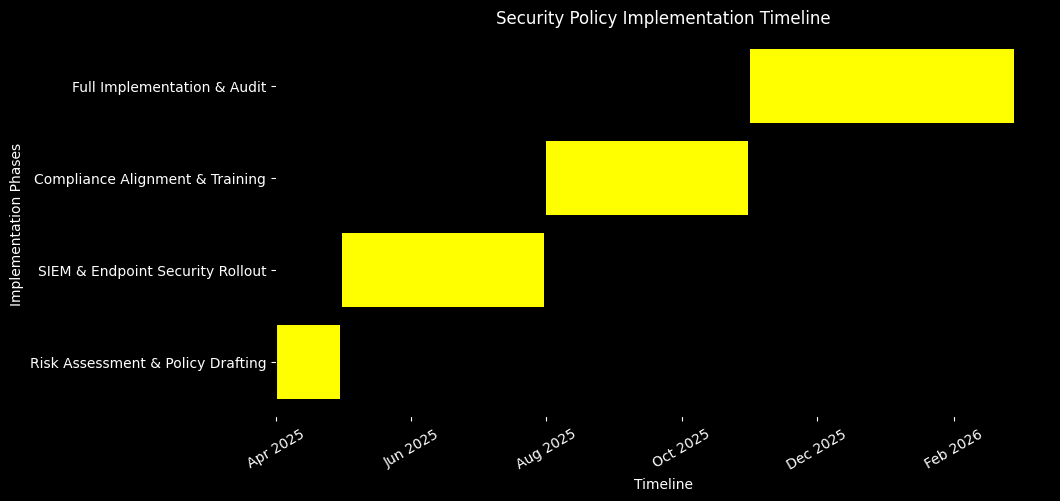 Security Policy Implementation Timeline
Implementation Phases
Full Implementation & Audit
Compliance Alignment & Training
SIEM & Endpoint Security Rollout
Risk Assessment & Policy Drafting
Apr 2025
Jun 2025
Aug 2025
Oct 2025
Dec 2025
Feb 2026
Timeline